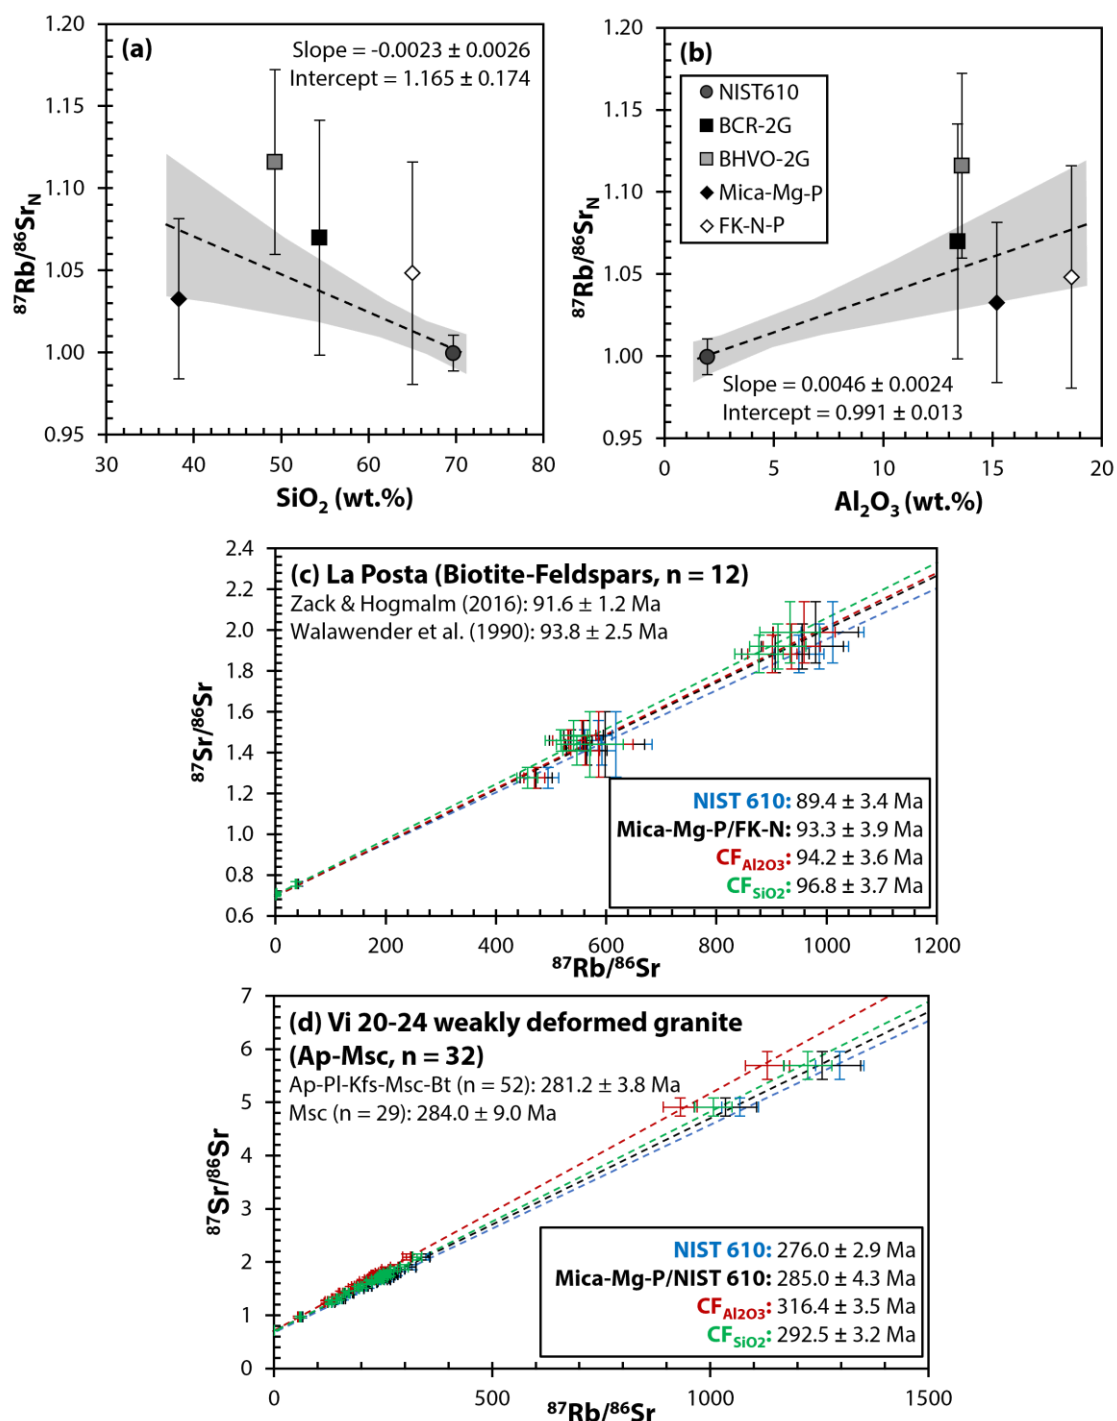 (a)
Slope = -0.0023 ± 0.0026
Intercept = 1.165 ± 0.174
1.20
1.15
1.10
1.05
1.00
0.95
⁸⁷Rb/⁸⁶Sr_N
30 40 50 60 70 80
SiO₂ (wt.%)
(b)
NIST610
BCR-2G
BHVO-2G
Mica-Mg-P
FK-N-P
Slope = 0.0046 ± 0.0024
Intercept = 0.991 ± 0.013
1.20
1.15
1.10
1.05
1.00
0.95
⁸⁷Rb/⁸⁶Sr_N
0 5 10 15 20
Al₂O₃ (wt.%)
(c) La Posta (Biotite-Feldspars, n = 12)
Zack & Hogmalm (2016): 91.6 ± 1.2 Ma
Walawender et al. (1990): 93.8 ± 2.5 Ma
2.4
2.2
2.0
1.8
1.6
1.4
1.2
1.0
0.8
0.6
⁸⁷Sr/⁸⁶Sr
NIST 610: 89.4 ± 3.4 Ma
Mica-Mg-P/FK-N: 93.3 ± 3.9 Ma
CF_Al2O3: 94.2 ± 3.6 Ma
CF_SiO2: 96.8 ± 3.7 Ma
0 200 400 600 800 1000 1200
⁸⁷Rb/⁸⁶Sr
(d) Vi 20-24 weakly deformed granite
(Ap-Msc, n = 32)
Ap-Pl-Kfs-Msc-Bt (n = 52): 281.2 ± 3.8 Ma
Msc (n = 29): 284.0 ± 9.0 Ma
7
6
5
4
3
2
1
0
⁸⁷Sr/⁸⁶Sr
NIST 610: 276.0 ± 2.9 Ma
Mica-Mg-P/NIST 610: 285.0 ± 4.3 Ma
CF_Al2O3: 316.4 ± 3.5 Ma
CF_SiO2: 292.5 ± 3.2 Ma
0 500 1000 1500
⁸⁷Rb/⁸⁶Sr